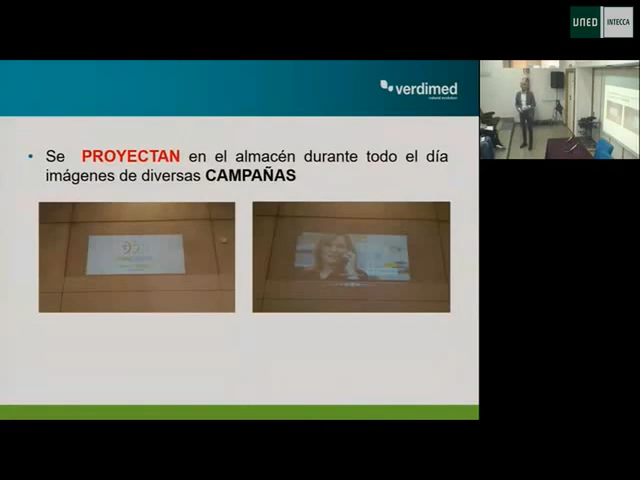 UNED
INTECCA
verdimed
• Se PROYECTAN en el almacén durante todo el día
imágenes de diversas CAMPAÑAS